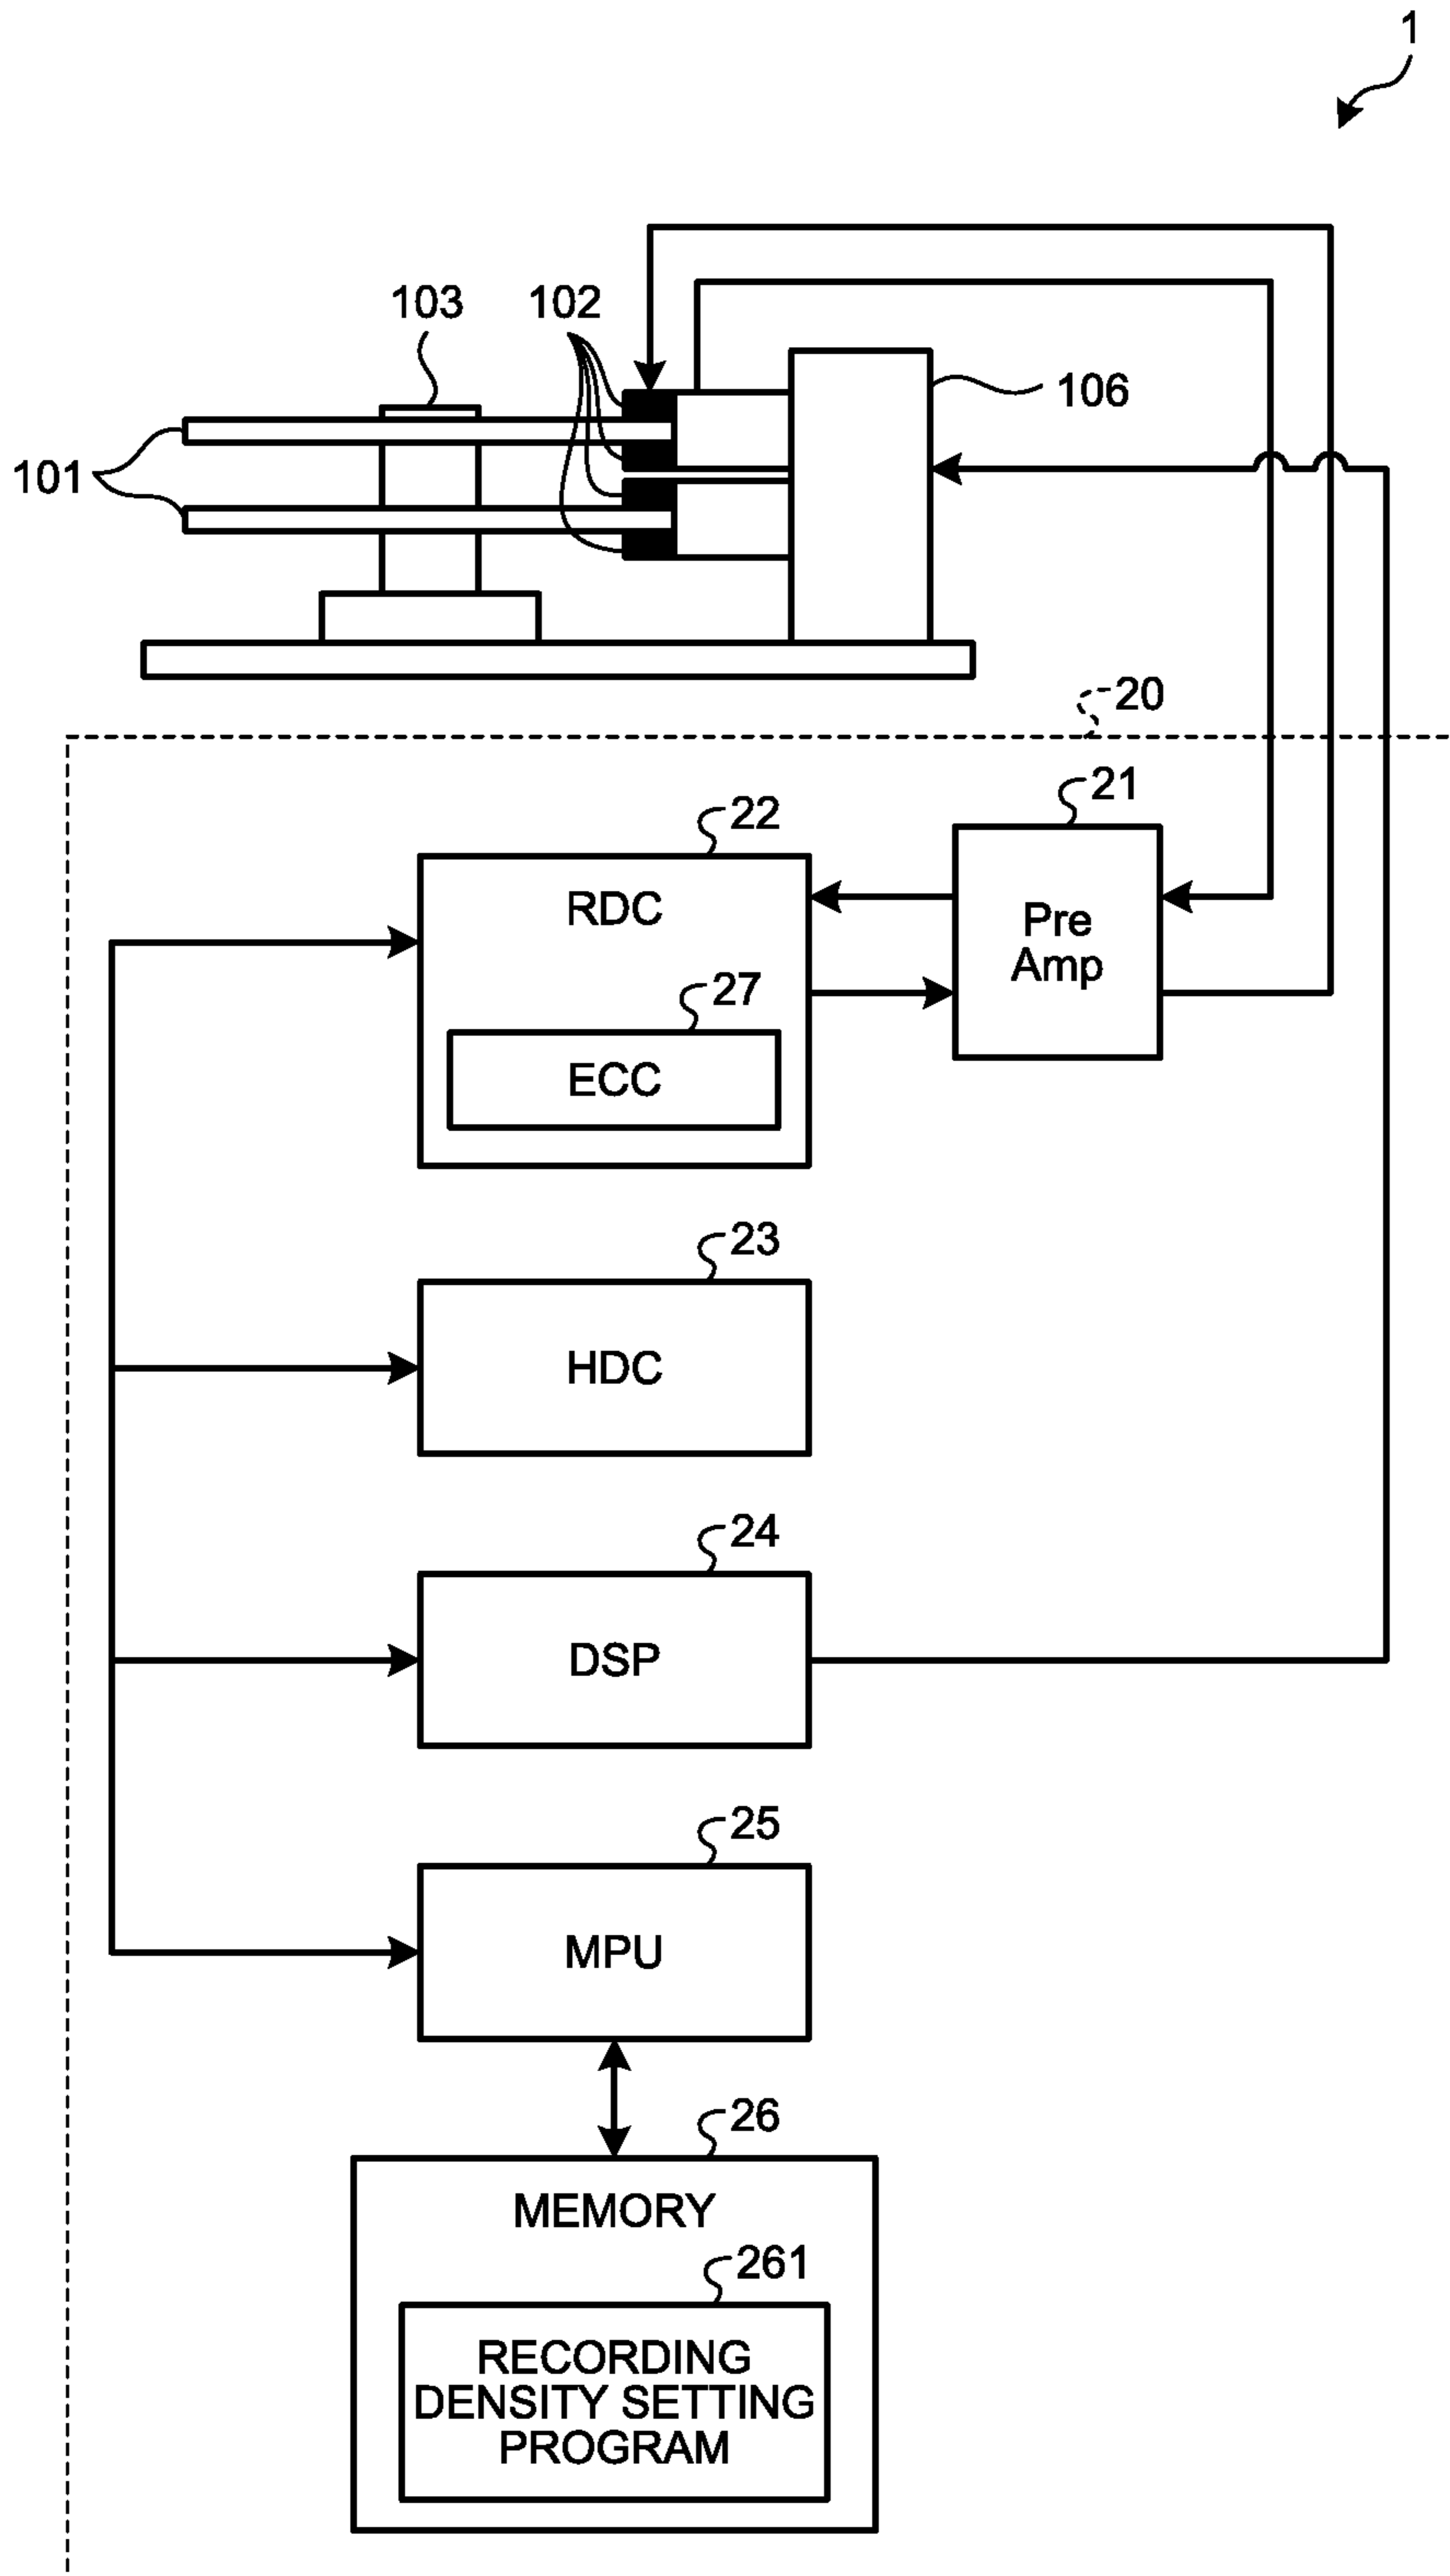 1
103
102
106
101
20
21
22
RDC
Pre
Amp
27
ECC
23
HDC
24
DSP
25
MPU
26
MEMORY
261
RECORDING
DENSITY SETTING
PROGRAM